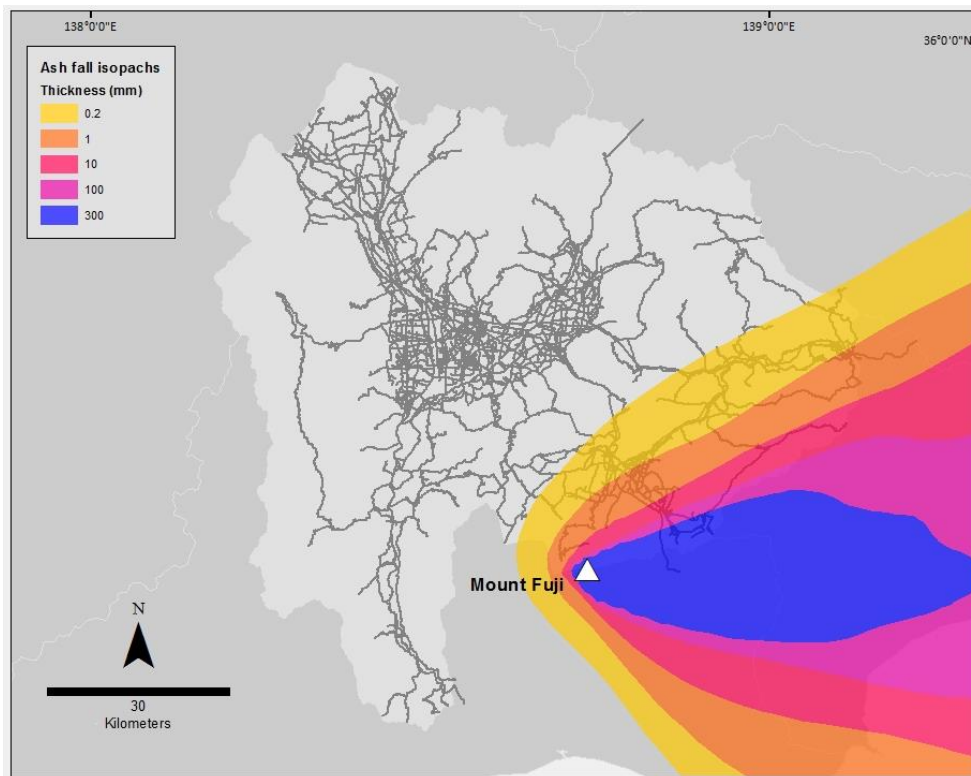 138°0'0"E
139°0'0"E
36°0'0"N
Ash fall isopachs
Thickness (mm)
0.2
1
10
100
300
Mount Fuji
N
30
Kilometers